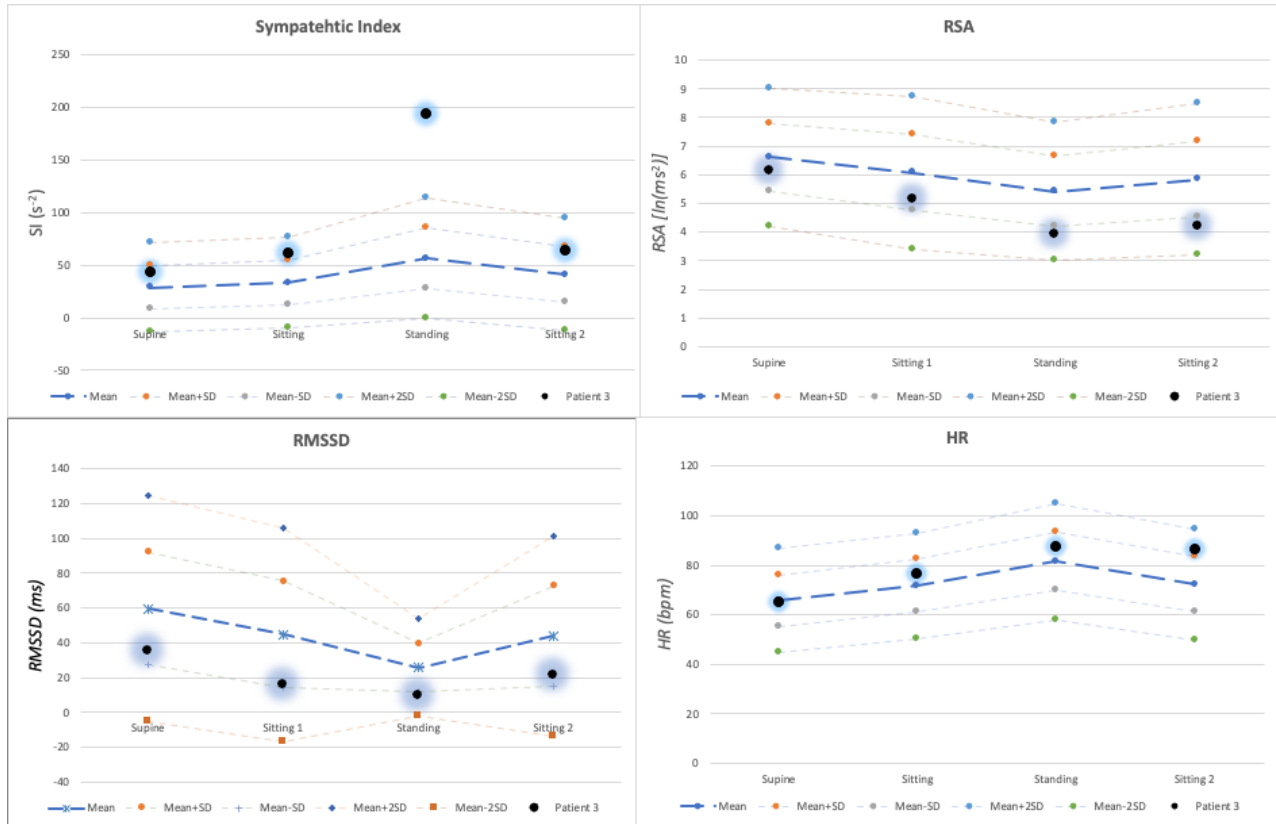 Sympatehtic Index
250
200
150
100
50
0
-50
SI (s⁻²)
Supine Sitting Standing Sitting 2
Mean Mean+SD Mean-SD Mean+2SD Mean-2SD Patient 3
RSA
10
9
8
7
6
5
4
3
2
1
0
RSA [ln(ms²)]
Supine Sitting 1 Standing Sitting 2
Mean Mean+SD Mean-SD Mean+2SD Mean-2SD Patient 3
RMSSD
140
120
100
80
60
40
20
0
-20
-40
RMSSD (ms)
Supine Sitting 1 Standing Sitting 2
Mean Mean+SD Mean-SD Mean+2SD Mean-2SD Patient 3
HR
120
100
80
60
40
20
0
HR (bpm)
Supine Sitting Standing Sitting 2
Mean Mean+SD Mean-SD Mean+2SD Mean-2SD Patient 3